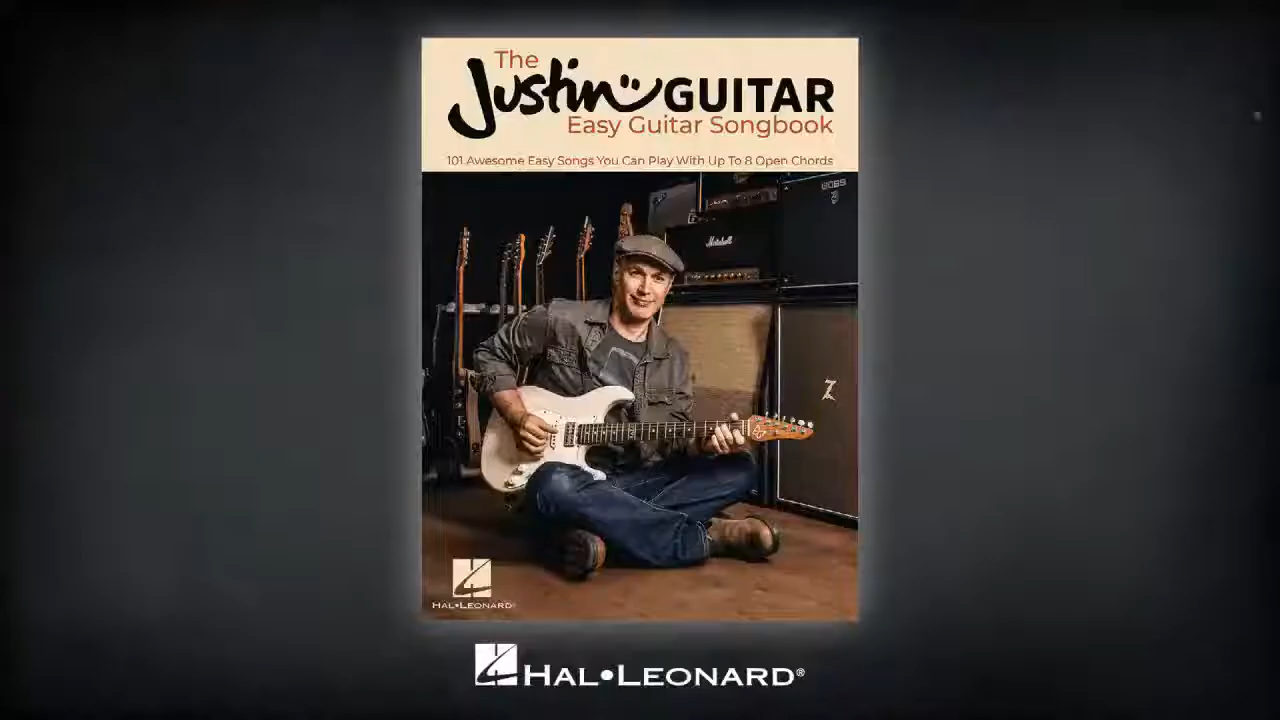 The
Justin GUITAR
Easy Guitar Songbook
101 Awesome Easy Songs You Can Play With Up To 8 Open Chords
BOSS
Marshall
Z
HAL•LEONARD®
HAL•LEONARD®